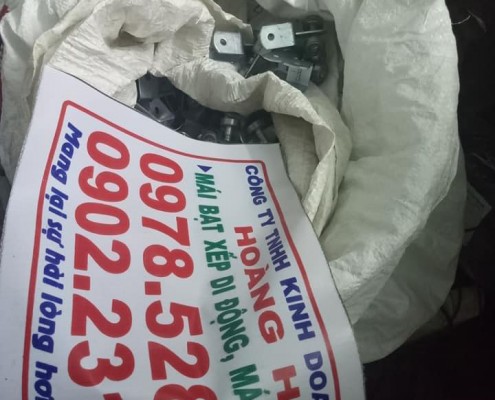 CÔNG TY TNHH KINH DOA
HOÀNG H
MÁI BẠT XẾP DI ĐỘNG, MÁ
0978.528
0902.23
Mang lại sự hài lòng hơ